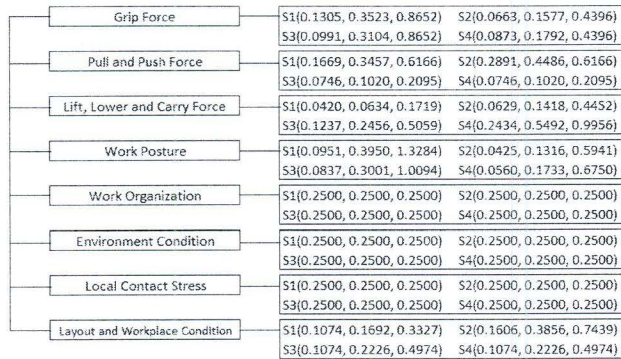 Grip Force
S1(0.1305, 0.3523, 0.8652) S2(0.0663, 0.1577, 0.4396)
S3(0.0991, 0.3104, 0.8652) S4(0.0873, 0.1792, 0.4396)
Pull and Push Force
S1(0.1669, 0.3457, 0.6166) S2(0.2891, 0.4486, 0.6166)
S3(0.0746, 0.1020, 0.2095) S4(0.0746, 0.1020, 0.2095)
Lift, Lower and Carry Force
S1(0.0420, 0.0634, 0.1719) S2(0.0629, 0.1418, 0.4452)
S3(0.1237, 0.2456, 0.5059) S4(0.2434, 0.5492, 0.9956)
Work Posture
S1(0.0951, 0.3950, 1.3284) S2(0.0425, 0.1316, 0.5941)
S3(0.0837, 0.3001, 1.0094) S4(0.0560, 0.1733, 0.6750)
Work Organization
S1(0.2500, 0.2500, 0.2500) S2(0.2500, 0.2500, 0.2500)
S3(0.2500, 0.2500, 0.2500) S4(0.2500, 0.2500, 0.2500)
Environment Condition
S1(0.2500, 0.2500, 0.2500) S2(0.2500, 0.2500, 0.2500)
S3(0.2500, 0.2500, 0.2500) S4(0.2500, 0.2500, 0.2500)
Local Contact Stress
S1(0.2500, 0.2500, 0.2500) S2(0.2500, 0.2500, 0.2500)
S3(0.2500, 0.2500, 0.2500) S4(0.2500, 0.2500, 0.2500)
Layout and Workplace Condition
S1(0.1074, 0.1692, 0.3327) S2(0.1606, 0.3856, 0.7439)
S3(0.1074, 0.2226, 0.4974) S4(0.1074, 0.2226, 0.4974)